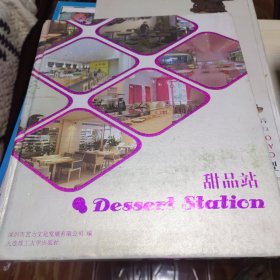 甜品站
Dessert Station
深圳市艺力文化发展有限公司 编
大连理工大学出版社